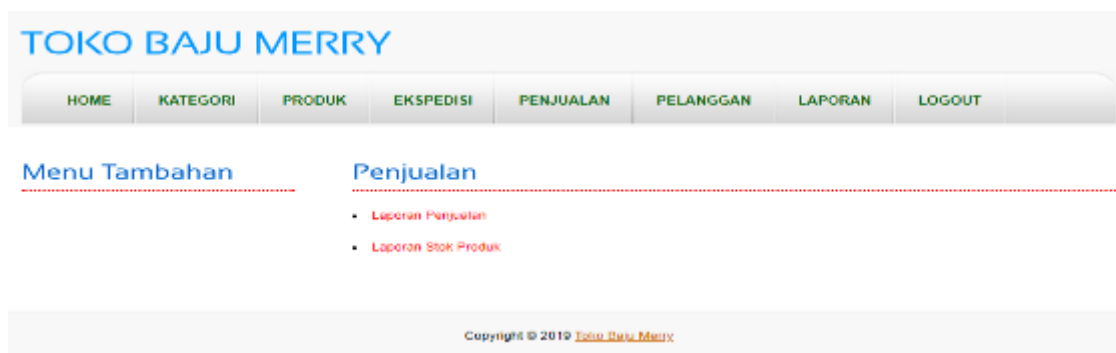 TOKO BAJU MERRY
HOME KATEGORI PRODUK EKSPEDISI PENJUALAN PELANGGAN LAPORAN LOGOUT
Menu Tambahan
Penjualan
Laporan Penjualan
Laporan Stok Produk
Copyright © 2019 Toko Baju Merry